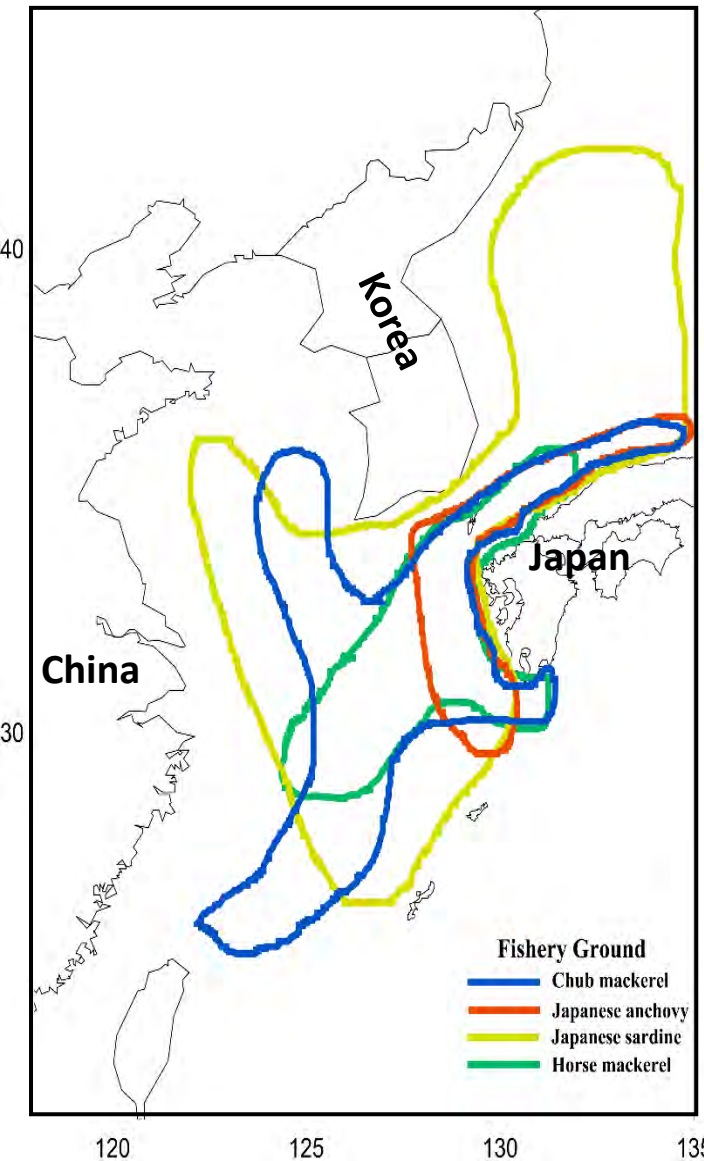 40
Korea
Japan
China
30
Fishery Ground
Chub mackerel
Japanese anchovy
Japanese sardine
Horse mackerel
120
125
130
135